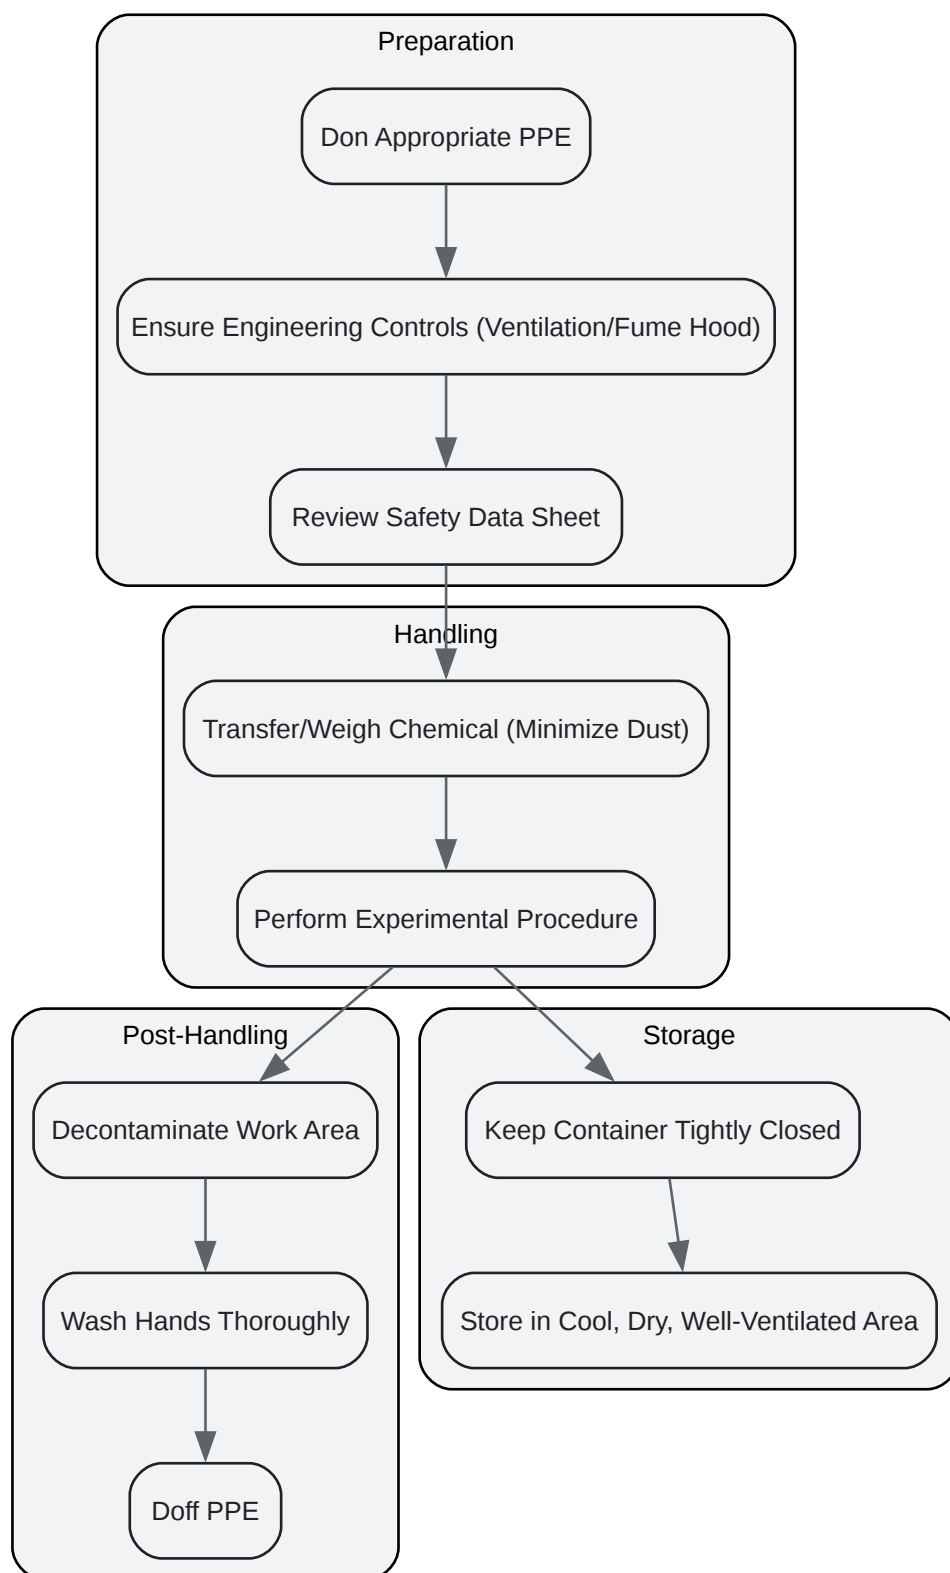 Preparation
Don Appropriate PPE
Ensure Engineering Controls (Ventilation/Fume Hood)
Review Safety Data Sheet
Handling
Transfer/Weigh Chemical (Minimize Dust)
Perform Experimental Procedure
Post-Handling
Decontaminate Work Area
Wash Hands Thoroughly
Doff PPE
Storage
Keep Container Tightly Closed
Store in Cool, Dry, Well-Ventilated Area